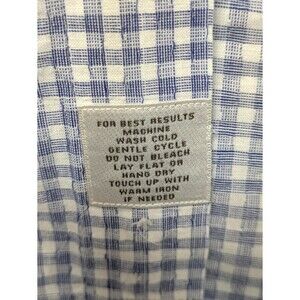 FOR BEST RESULTS
MACHINE
WASH COLD
GENTLE CYCLE
DO NOT BLEACH
LAY FLAT OR
HANG DRY
TOUCH UP WITH
WARM IRON
IF NEEDED